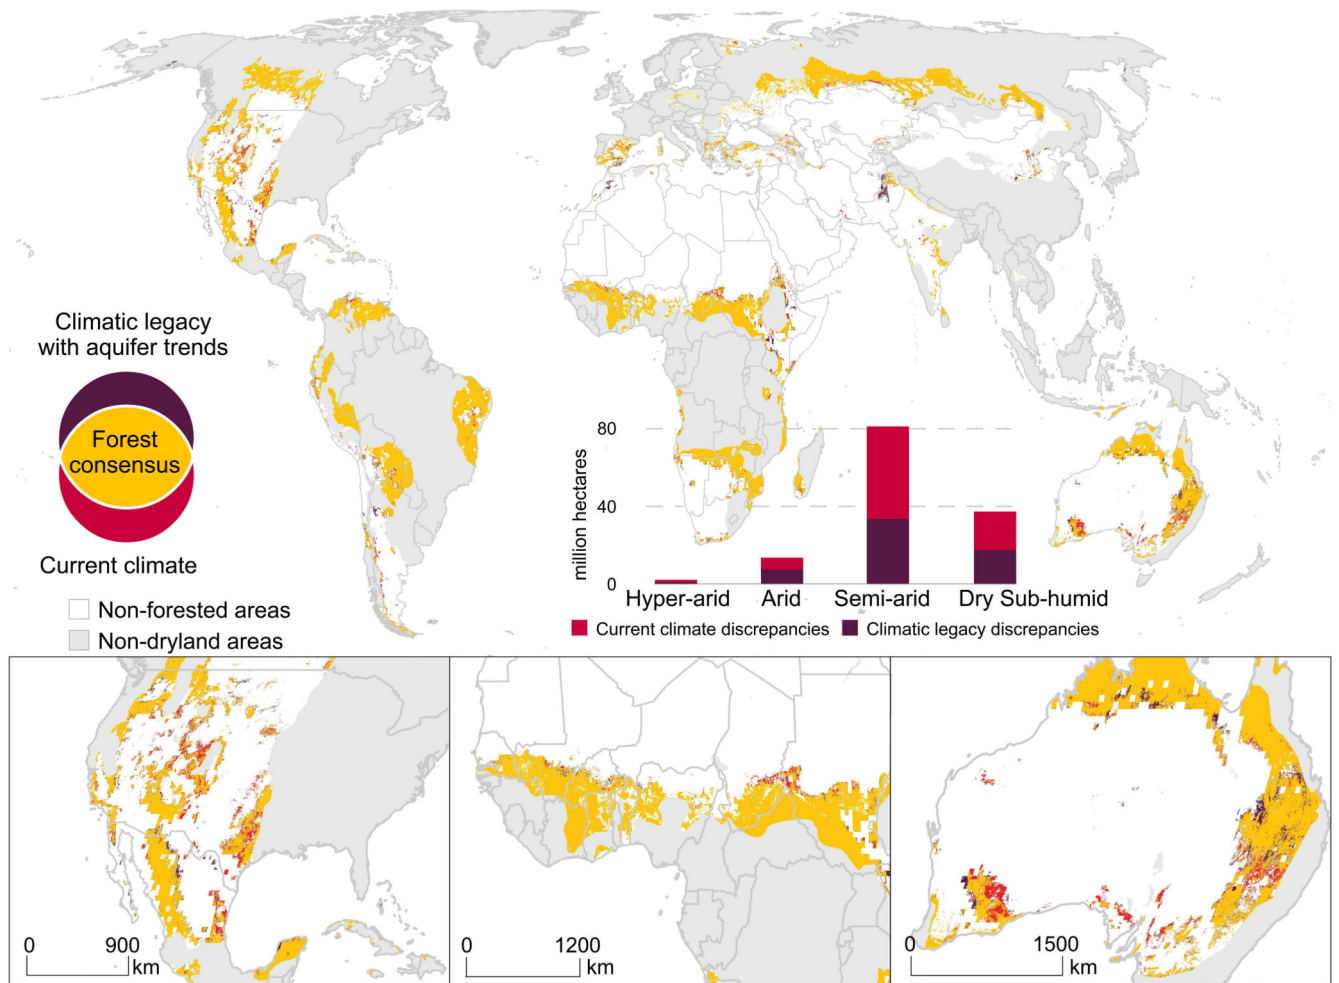 Climatic legacy
with aquifer trends
Forest
consensus
Current climate
Non-forested areas
Non-dryland areas
million hectares
80
40
0
Hyper-arid Arid Semi-arid Dry Sub-humid
Current climate discrepancies Climatic legacy discrepancies
0 900
km
0 1200
km
0 1500
km